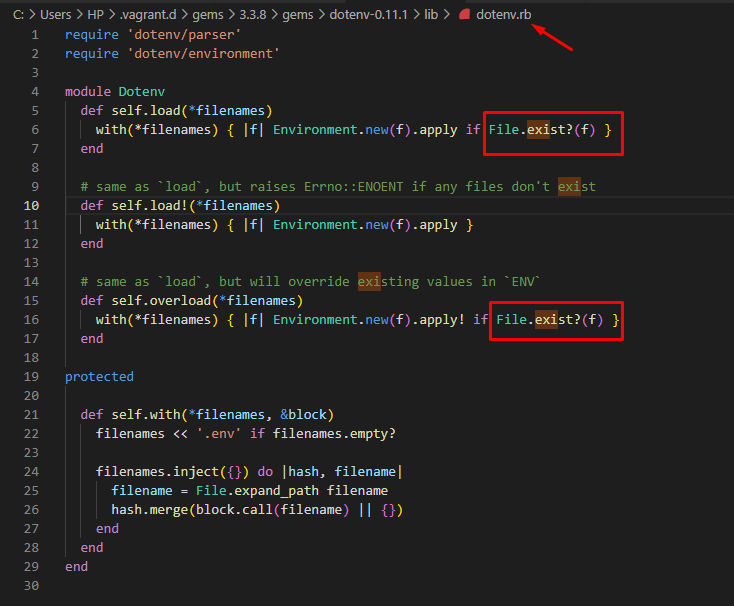 C: > Users > HP > .vagrant.d > gems > 3.3.8 > gems > dotenv-0.11.1 > lib > dotenv.rb
1 require 'dotenv/parser'
2 require 'dotenv/environment'
3
4 module Dotenv
5 def self.load(*filenames)
6 with(*filenames) { |f| Environment.new(f).apply if File.exist?(f) }
7 end
8
9 # same as `load`, but raises Errno::ENOENT if any files don't exist
10 def self.load!(*filenames)
11 with(*filenames) { |f| Environment.new(f).apply }
12 end
13
14 # same as `load`, but will override existing values in `ENV`
15 def self.overload(*filenames)
16 with(*filenames) { |f| Environment.new(f).apply! if File.exist?(f) }
17 end
18
19 protected
20
21 def self.with(*filenames, &block)
22 filenames << '.env' if filenames.empty?
23
24 filenames.inject({}) do |hash, filename|
25 filename = File.expand_path filename
26 hash.merge(block.call(filename) || {})
27 end
28 end
29 end
30